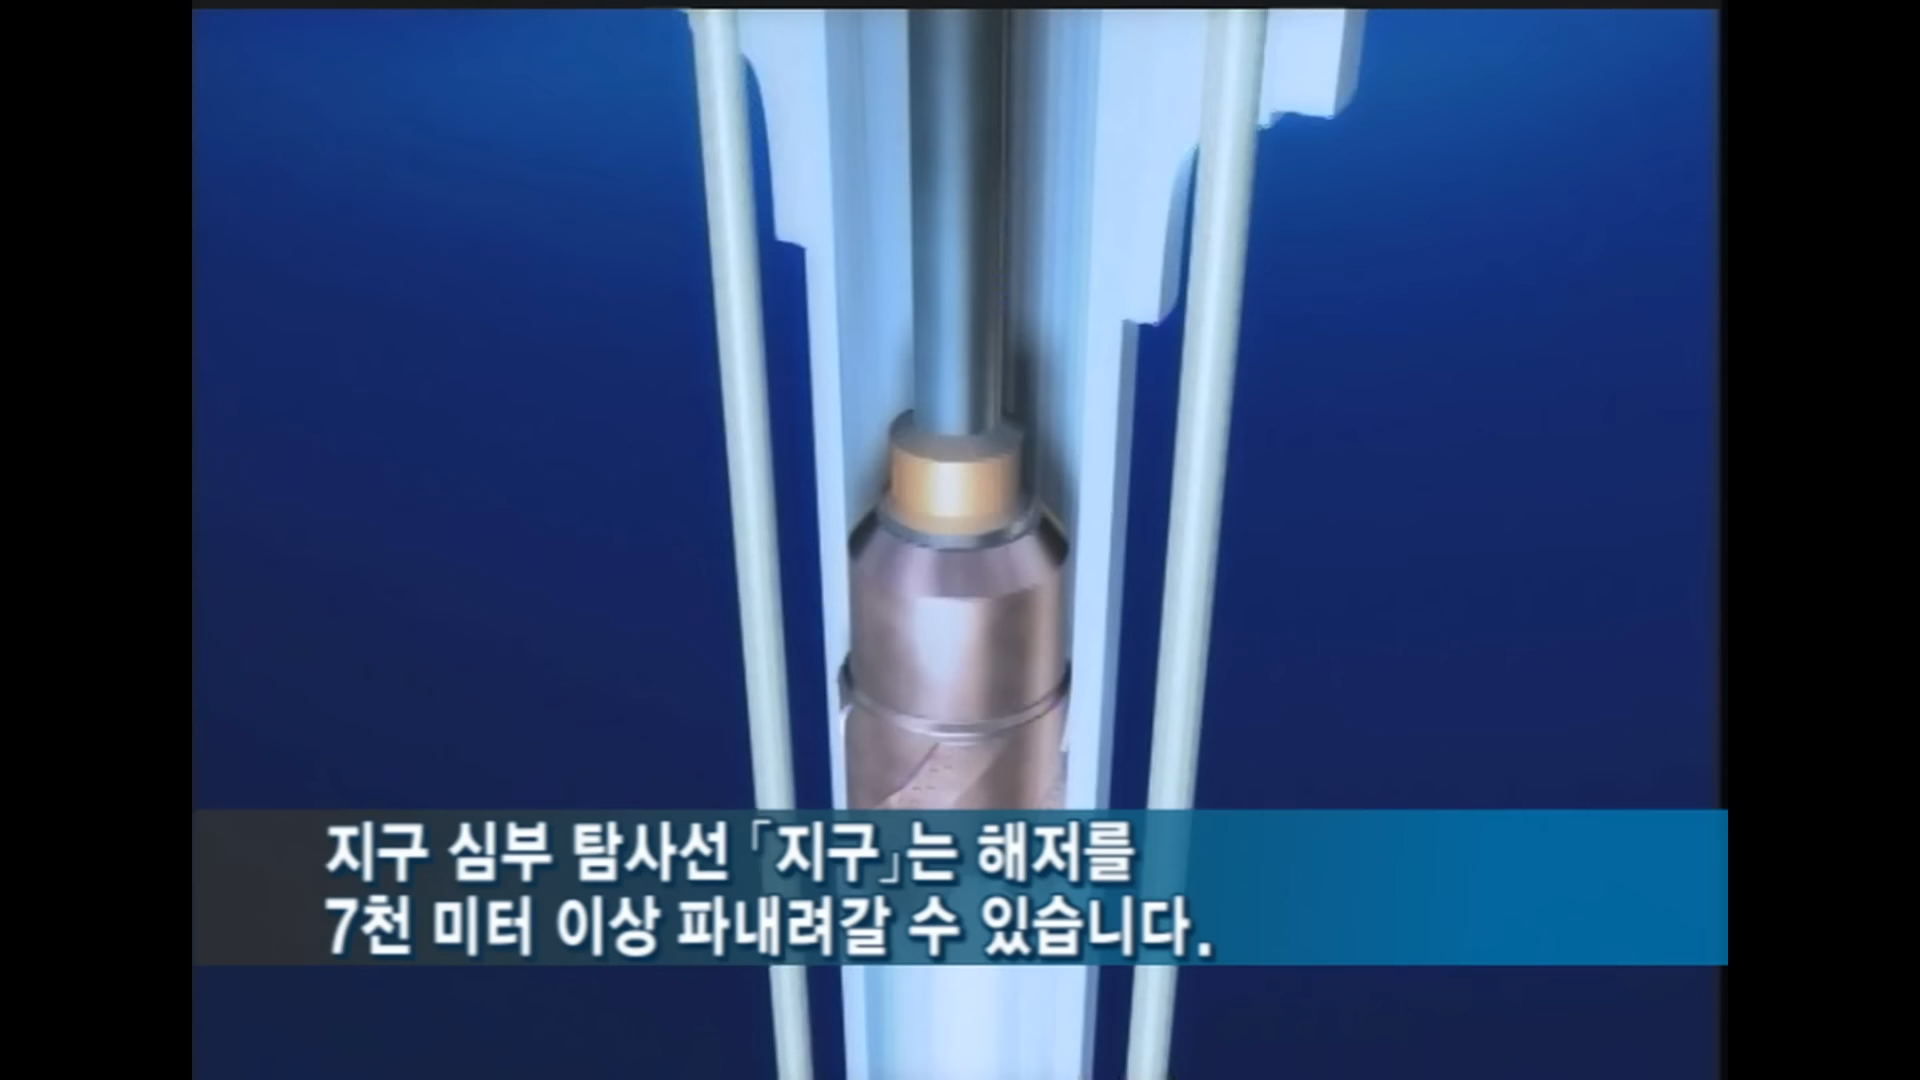 지구 심부 탐사선 「지구」는 해저를
7천 미터 이상 파내려갈 수 있습니다.